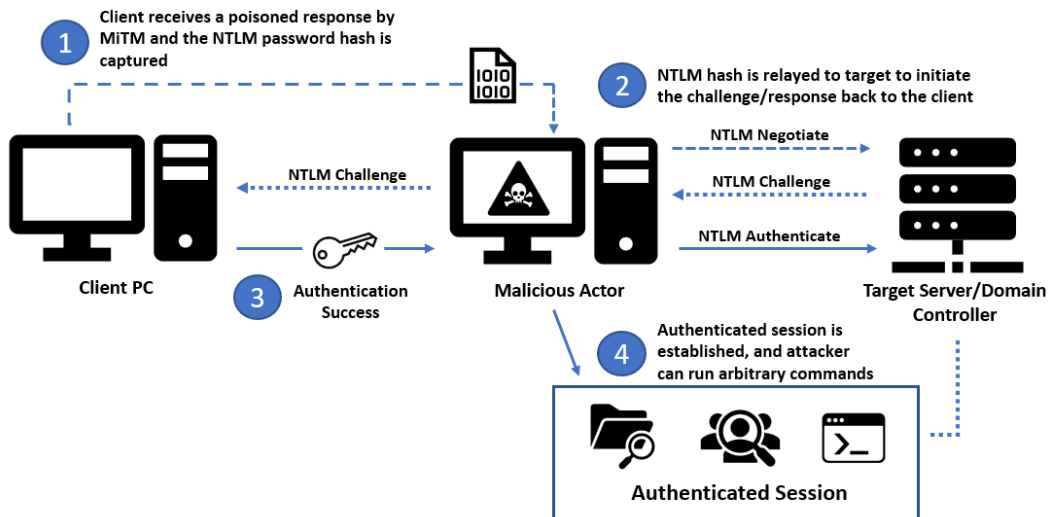 1
Client receives a poisoned response by
MiTM and the NTLM password hash is
captured
IOIO
IOIO
2
NTLM hash is relayed to target to initiate
the challenge/response back to the client
NTLM Negotiate
NTLM Challenge
NTLM Challenge
NTLM Authenticate
Client PC
3
Authentication
Success
Malicious Actor
Target Server/Domain
Controller
4
Authenticated session is
established, and attacker
can run arbitrary commands
>_
Authenticated Session